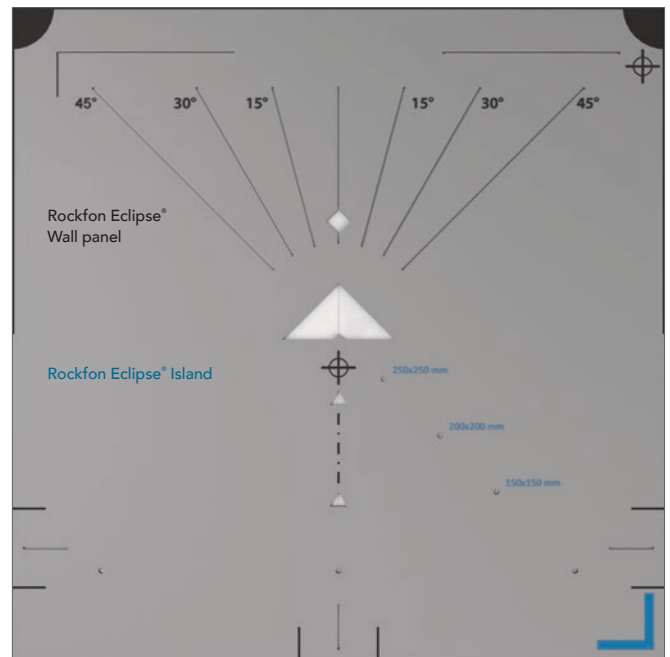 45° 30° 15° 15° 30° 45°
Rockfon Eclipse®
Wall panel
Rockfon Eclipse® Island
250x250 mm
200x200 mm
150x150 mm